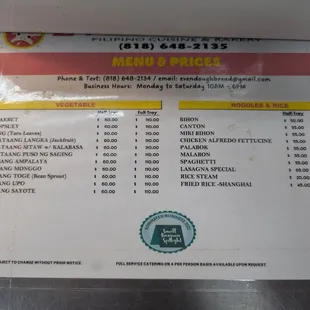 FILIPINO CUISINE & BAKERY
(818) 648-2135
MENU & PRICES
Phone & Text: (818) 648-2134 / email: evendoughbread@gmail.com
Business Hours: Monday to Saturday 10AM - 6PM
VEGETABLE
Half Tray Full Tray
$ 60.00 $ 110.00
$ 60.00 $ 110.00
(Taro Leaves) $ 60.00 $ 110.00
TAANG LANGKA (Jackfruit) $ 60.00 $ 110.00
TAANG SITAW w/ KALABASA $ 60.00 $ 110.00
TAANG PUSO NG SAGING $ 60.00 $ 110.00
ANG AMPALAYA $ 60.00 $ 110.00
ANG MONGGO $ 60.00 $ 110.00
ANG TOGE (Bean Sprout) $ 60.00 $ 110.00
ANG UPO $ 60.00 $ 110.00
ANG SAYOTE $ 60.00 $ 110.00
NOODLES & RICE
Half Tray
BIHON $ 50.00
CANTON $ 55.00
MIKI BIHON $ 55.00
CHICKEN ALFREDO FETTUCINE $ 55.00
PALABOK $ 55.00
MALABON $ 55.00
SPAGHETTI $ 55.00
LASAGNA SPECIAL $ 65.00
RICE STEAM $ 20.00
FRIED RICE -SHANGHAI $ 45.00
Small
Business
Spotlight
BJECT TO CHANGE WITHOUT PRIOR NOTICE.
FULL SERVICE CATERING ON A PER PERSON BASIS AVAILABLE UPON REQUEST.